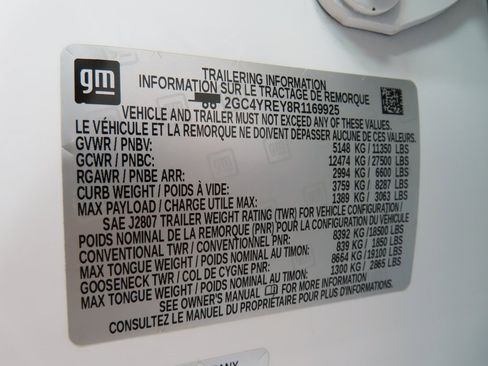 gm
TRAILERING INFORMATION
INFORMATION SUR LE TRACTAGE DE REMORQUE
2GC4YREY8R1169925
VEHICLE AND TRAILER MUST NOT EXCEED ANY OF THESE VALUES.
LE VÉHICULE ET LA REMORQUE NE DOIVENT DÉPASSER AUCUNE DE CES VALEURS.
GVWR / PNBV: 5148 KG / 11350 LBS
GCWR / PNBC: 12474 KG / 27500 LBS
RGAWR / PNBE ARR: 2994 KG / 6600 LBS
CURB WEIGHT / POIDS À VIDE: 3759 KG / 8287 LBS
MAX PAYLOAD / CHARGE UTILE MAX: 1389 KG / 3063 LBS
SAE J2807 TRAILER WEIGHT RATING (TWR) FOR VEHICLE CONFIGURATION /
POIDS NOMINAL DE LA REMORQUE (PNR) POUR LA CONFIGURATION DU VÉHICULE
CONVENTIONAL TWR / CONVENTIONNEL PNR: 8392 KG / 18500 LBS
MAX TONGUE WEIGHT / POIDS NOMINAL AU TIMON: 839 KG / 1850 LBS
GOOSENECK TWR / COL DE CYGNE PNR: 8664 KG / 19100 LBS
MAX TONGUE WEIGHT / POIDS NOMINAL AU TIMON: 1300 KG / 2865 LBS
SEE OWNER'S MANUAL FOR MORE INFORMATION
CONSULTEZ LE MANUEL DU PROPRIÉTAIRE POUR PLUS D'INFORMATIONS.